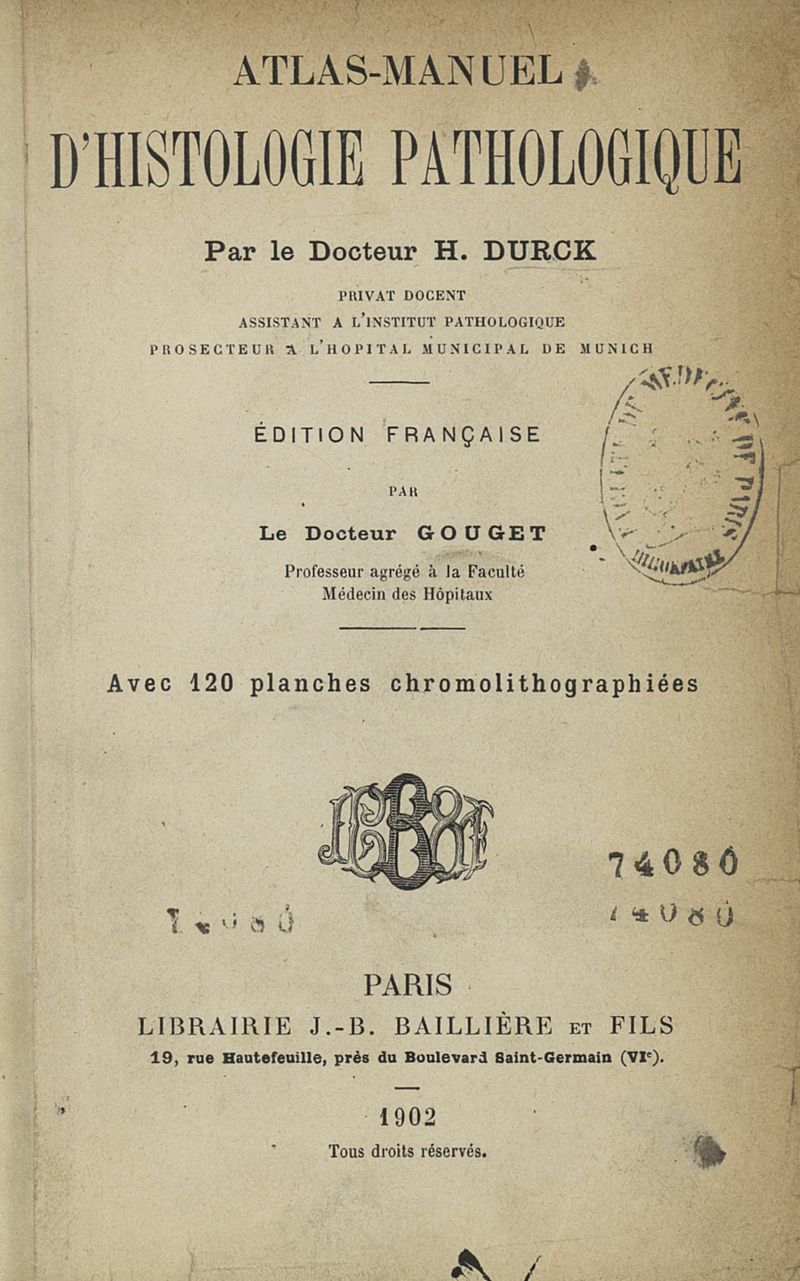 ATLAS-MANUEL
D'HISTOLOGIE PATHOLOGIQUE
Par le Docteur H. DURCK
PRIVAT DOCENT
ASSISTANT A L'INSTITUT PATHOLOGIQUE
PROSECTEUR A L'HOPITAL MUNICIPAL DE MUNICH
ÉDITION FRANÇAISE
PAR
Le Docteur GOUGET
Professeur agrégé à la Faculté
Médecin des Hôpitaux
Avec 120 planches chromolithographiées
74080
PARIS
LIBRAIRIE J.-B. BAILLIÈRE ET FILS
19, rue Hautefeuille, près du Boulevard Saint-Germain (VIe).
1902
Tous droits réservés.